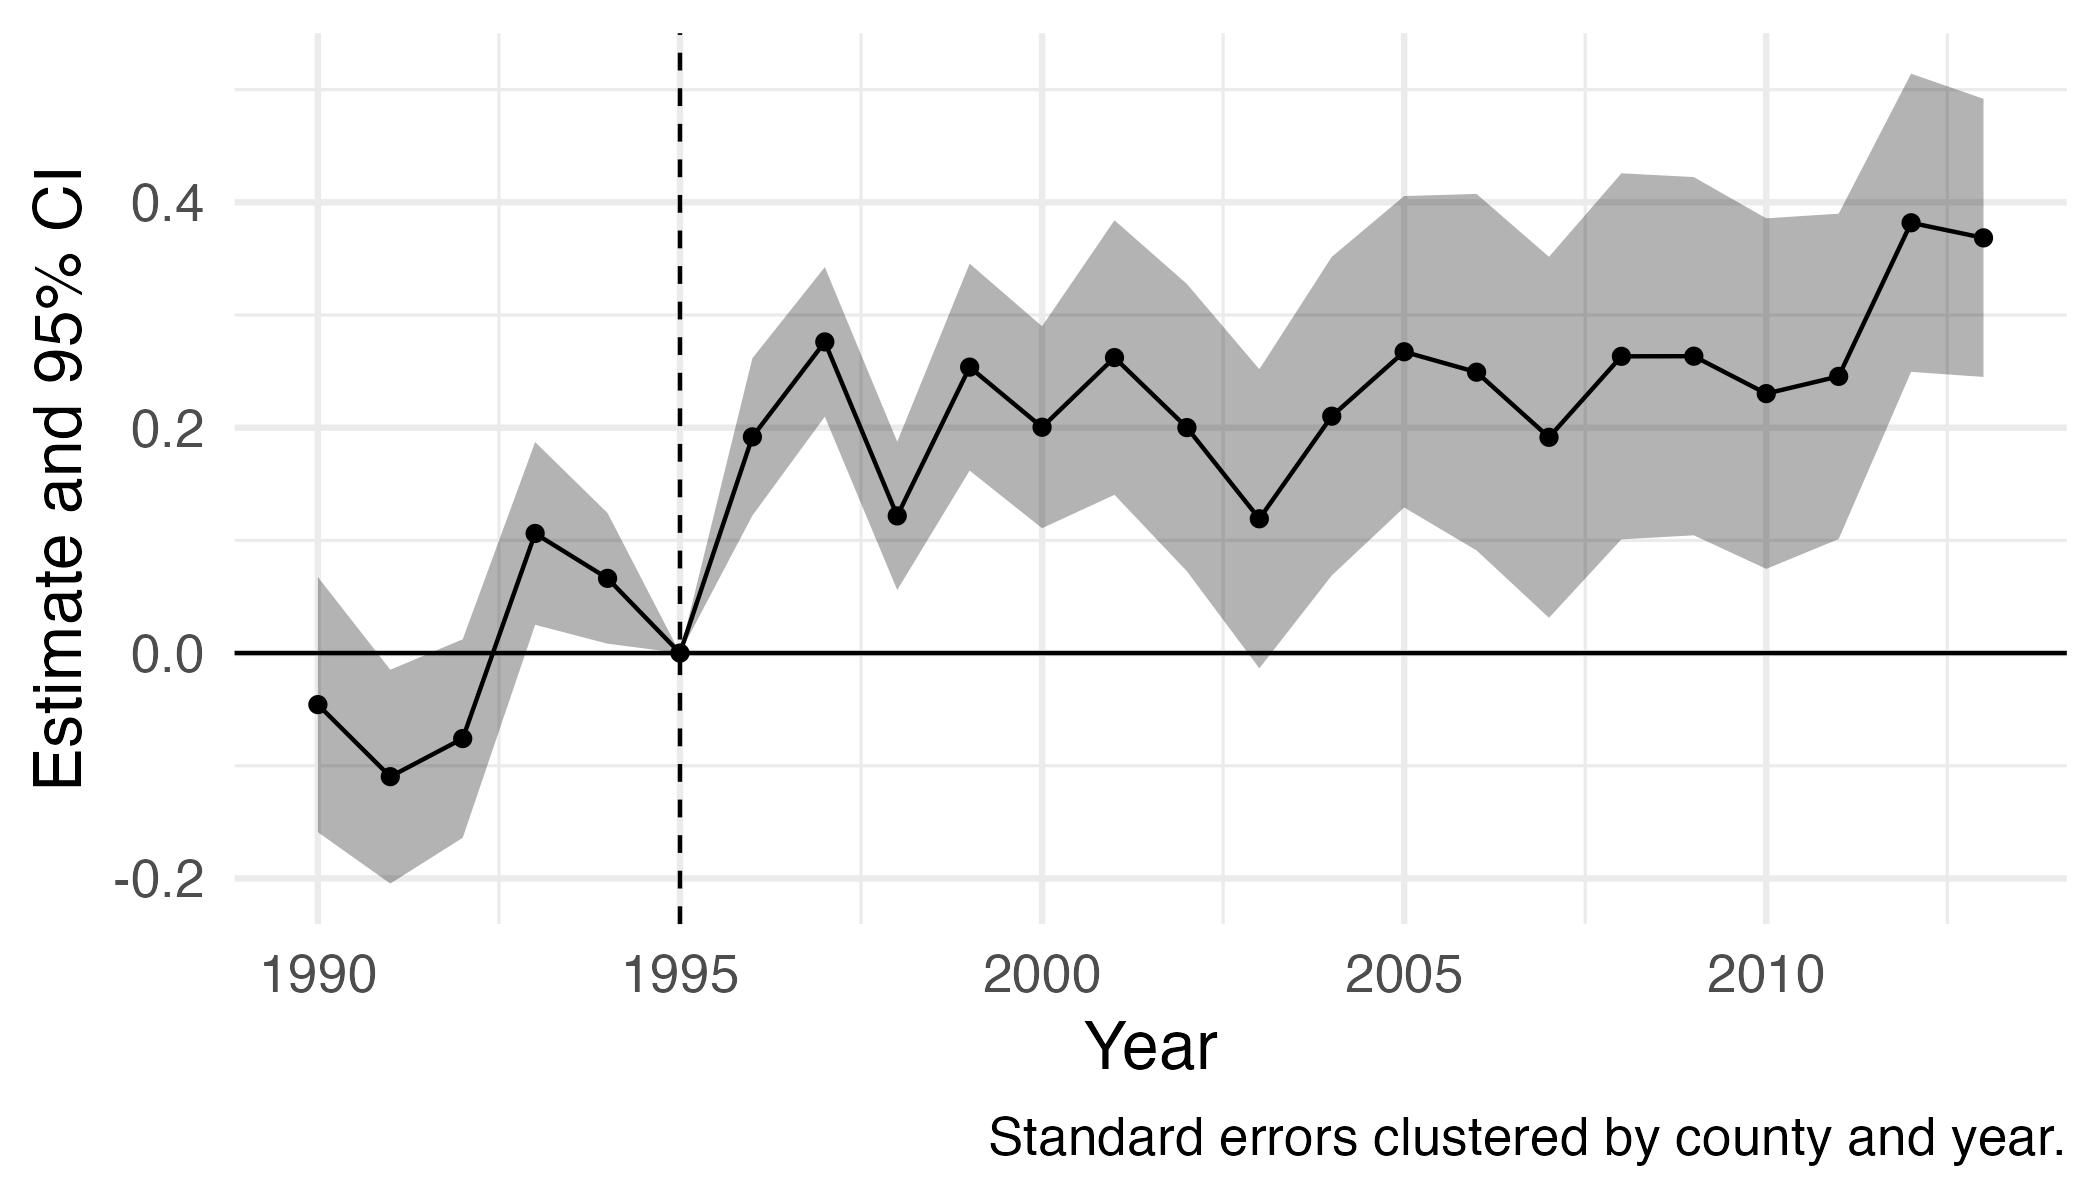 Estimate and 95% CI
0.4
0.2
0.0
-0.2
1990 1995 2000 2005 2010
Year
Standard errors clustered by county and year.